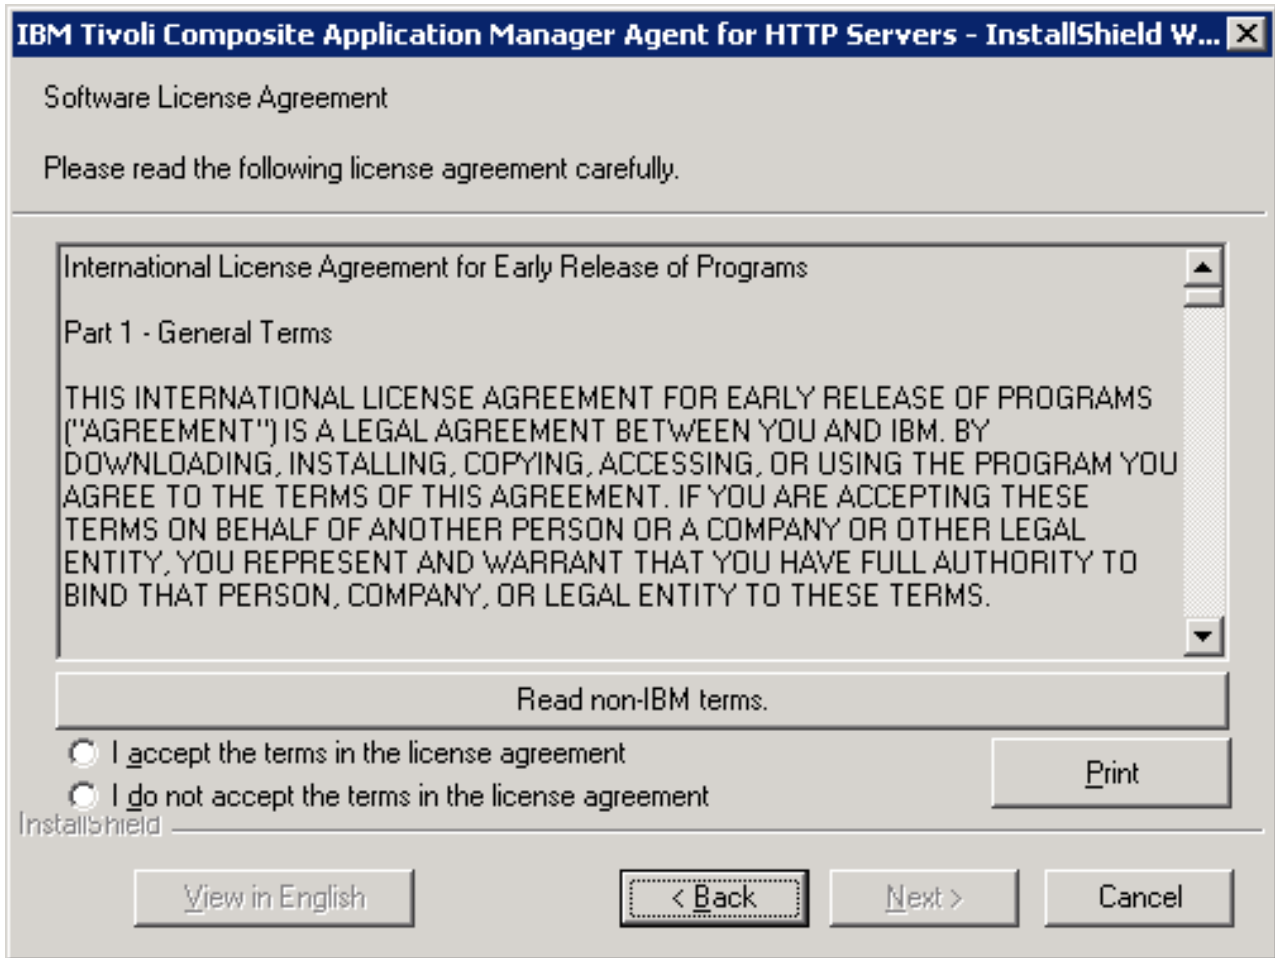 IBM Tivoli Composite Application Manager Agent for HTTP Servers - InstallShield W...
Software License Agreement
Please read the following license agreement carefully.
International License Agreement for Early Release of Programs
Part 1 - General Terms
THIS INTERNATIONAL LICENSE AGREEMENT FOR EARLY RELEASE OF PROGRAMS
("AGREEMENT") IS A LEGAL AGREEMENT BETWEEN YOU AND IBM. BY
DOWNLOADING, INSTALLING, COPYING, ACCESSING, OR USING THE PROGRAM YOU
AGREE TO THE TERMS OF THIS AGREEMENT. IF YOU ARE ACCEPTING THESE
TERMS ON BEHALF OF ANOTHER PERSON OR A COMPANY OR OTHER LEGAL
ENTITY, YOU REPRESENT AND WARRANT THAT YOU HAVE FULL AUTHORITY TO
BIND THAT PERSON, COMPANY, OR LEGAL ENTITY TO THESE TERMS.
Read non-IBM terms.
I accept the terms in the license agreement
Print
I do not accept the terms in the license agreement
InstallShield
View in English
< Back
Next >
Cancel